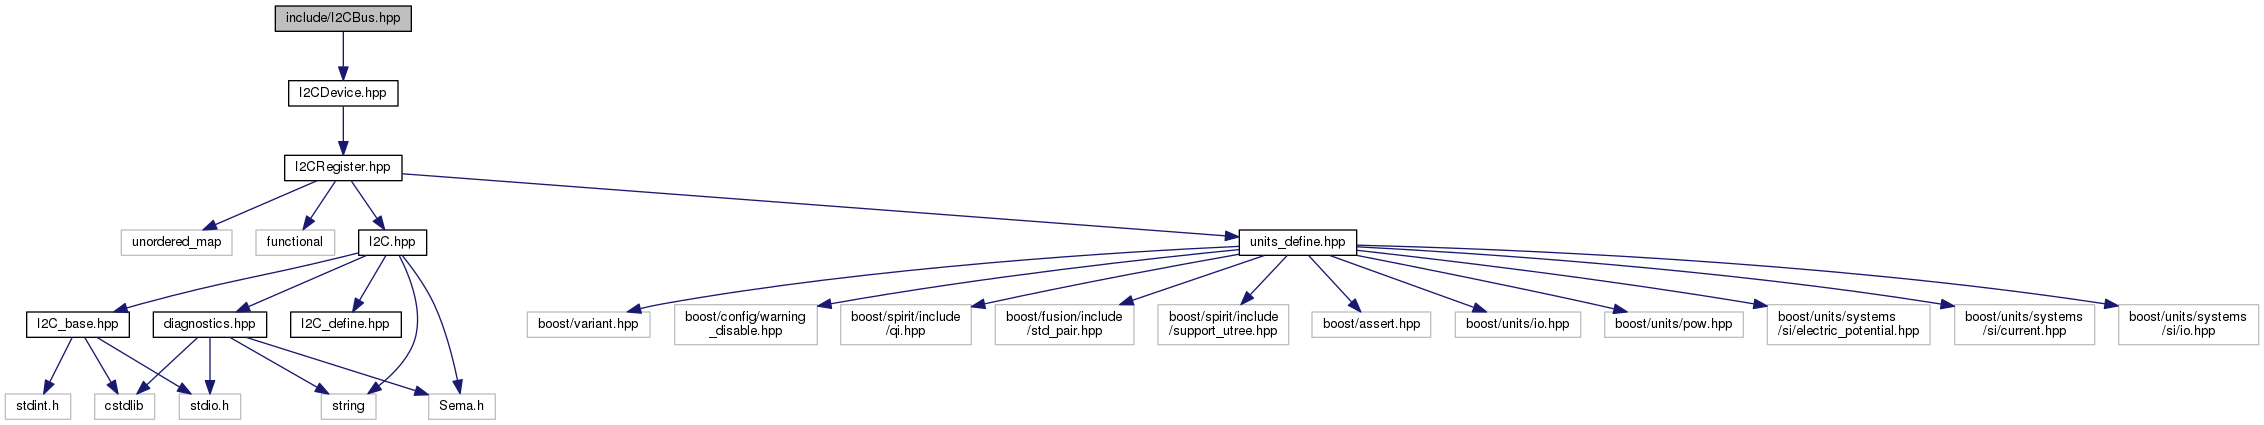 include/I2CBus.hpp
I2CDevice.hpp
I2CRegister.hpp
unordered_map
functional
I2C.hpp
units_define.hpp
I2C_base.hpp
diagnostics.hpp
I2C_define.hpp
boost/variant.hpp
boost/config/warning
_disable.hpp
boost/spirit/include
/qi.hpp
boost/fusion/include
/std_pair.hpp
boost/spirit/include
/support_utree.hpp
boost/assert.hpp
boost/units/io.hpp
boost/units/pow.hpp
boost/units/systems
/si/electric_potential.hpp
boost/units/systems
/si/current.hpp
boost/units/systems
/si/io.hpp
stdint.h
cstdlib
stdio.h
string
Sema.h